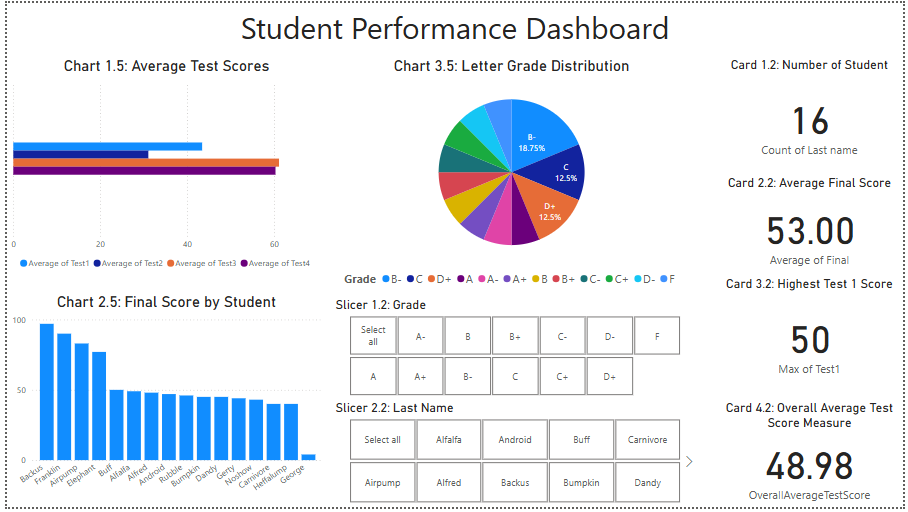 Student Performance Dashboard
Chart 1.5: Average Test Scores
0 20 40 60
Average of Test1 Average of Test2 Average of Test3 Average of Test4
Chart 2.5: Final Score by Student
100
50
0
Backus Franklin Airpump Elephant Buff Alfalfa Alfred Android Rubble Bumpkin Dandy Gerty Noshow Carnivore Heffalump George
Chart 3.5: Letter Grade Distribution
B-
18.75%
C
12.5%
D+
12.5%
Grade B- C D+ A A- A+ B B+ C- C+ D- F
Slicer 1.2: Grade
Select all A- B B+ C- D- F
A A+ B- C C+ D+
Slicer 2.2: Last Name
Select all Alfalfa Android Buff Carnivore
Airpump Alfred Backus Bumpkin Dandy
Card 1.2: Number of Student
16
Count of Last name
Card 2.2: Average Final Score
53.00
Average of Final
Card 3.2: Highest Test 1 Score
50
Max of Test1
Card 4.2: Overall Average Test
Score Measure
48.98
OverallAverageTestScore